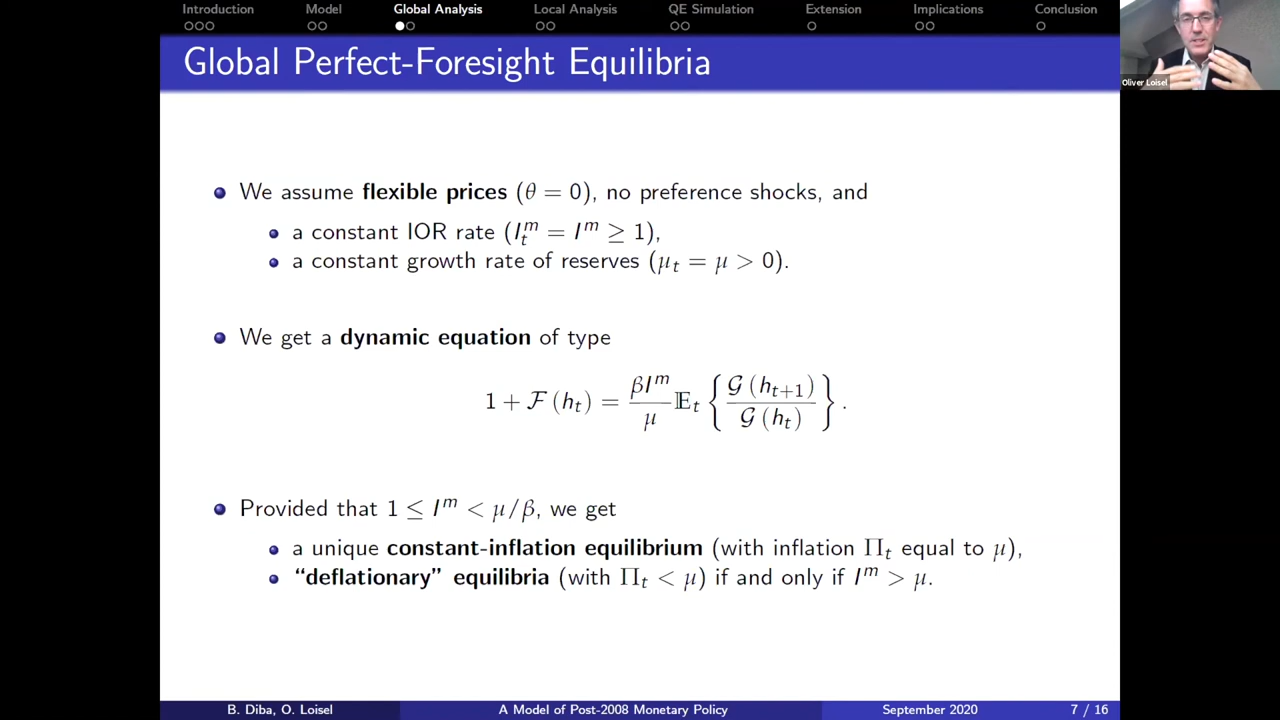 Introduction Model Global Analysis Local Analysis QE Simulation Extension Implications Conclusion
Global Perfect-Foresight Equilibria
Oliver Loisel
We assume flexible prices (θ = 0), no preference shocks, and
a constant IOR rate (I_t^m = I^m ≥ 1),
a constant growth rate of reserves (μ_t = μ > 0).
We get a dynamic equation of type
1 + ℱ (h_t) = βI^m / μ 𝔼_t { 𝒢 (h_{t+1}) / 𝒢 (h_t) } .
Provided that 1 ≤ I^m < μ/β, we get
a unique constant-inflation equilibrium (with inflation Π_t equal to μ),
“deflationary” equilibria (with Π_t < μ) if and only if I^m > μ.
B. Diba, O. Loisel A Model of Post-2008 Monetary Policy September 2020 7 / 16